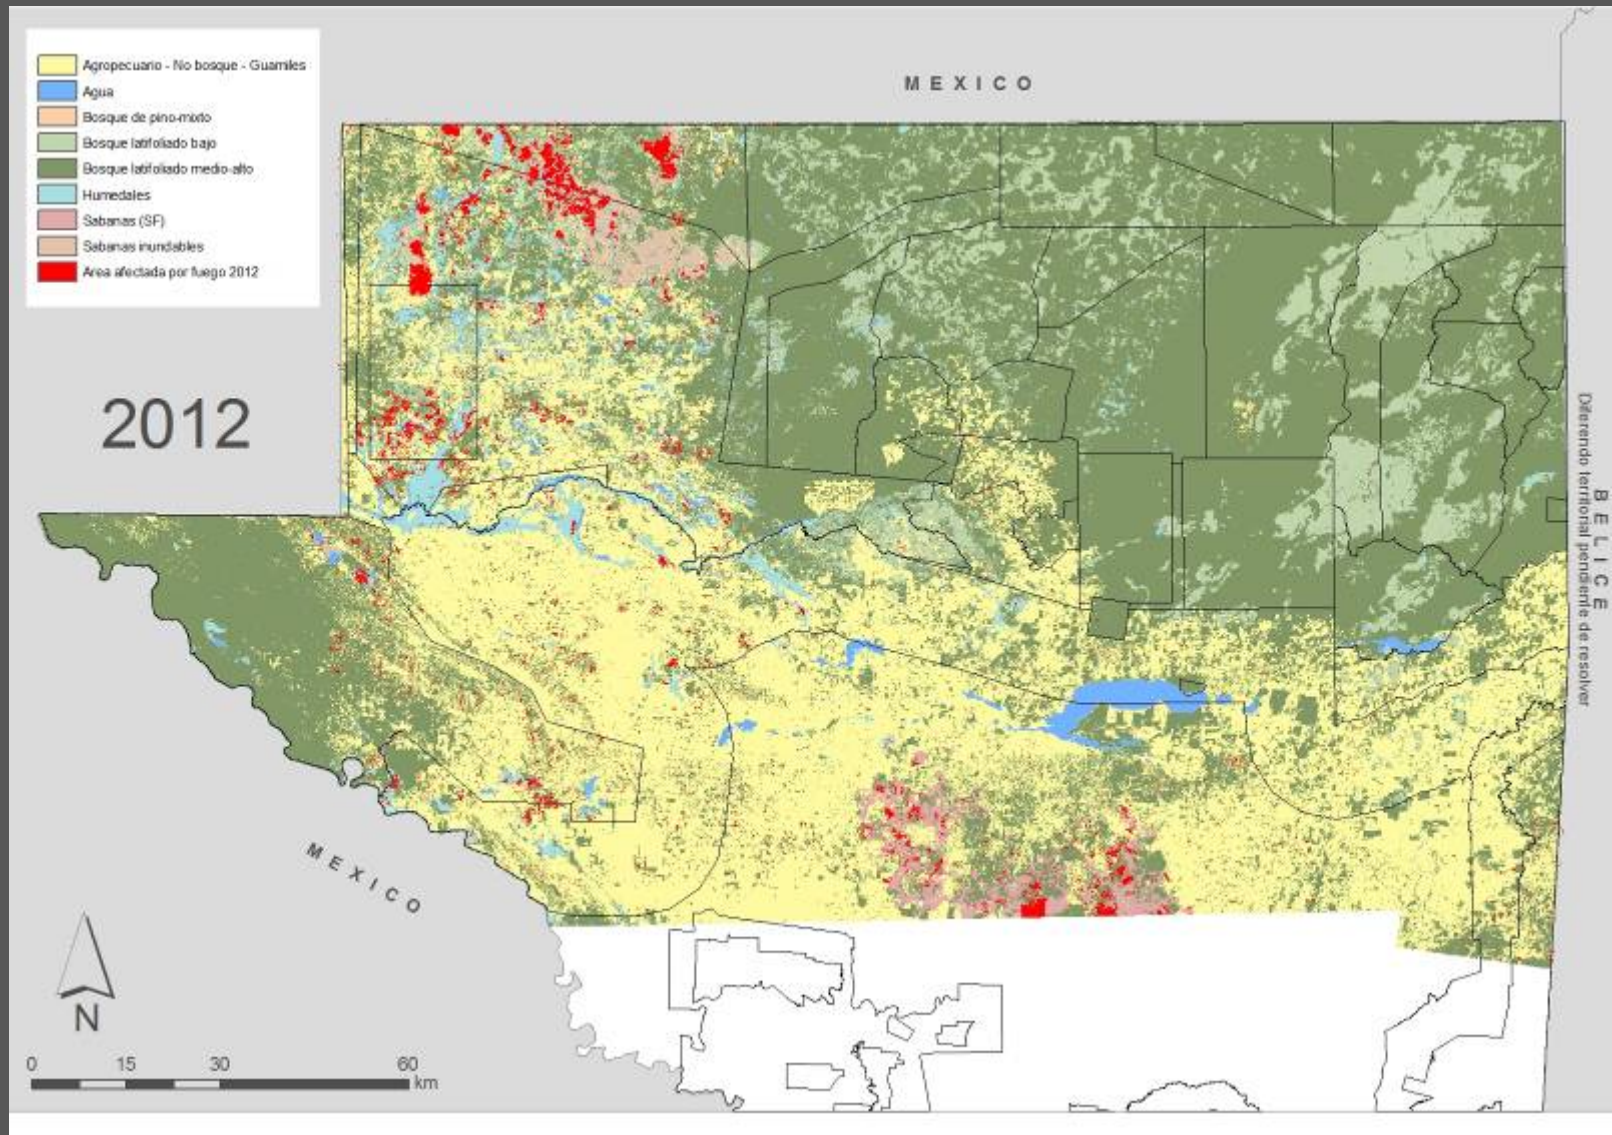 MEXICO
Agropecuario - No bosque - Guamiles
Agua
Bosque de pino-mixto
Bosque latifoliado bajo
Bosque latifoliado medio-alto
Humedales
Sabanas (SF)
Sabanas inundables
Area afectada por fuego 2012
2012
BELICE
Diferendo territorial pendiente de resolver
MEXICO
N
0 15 30 60
km